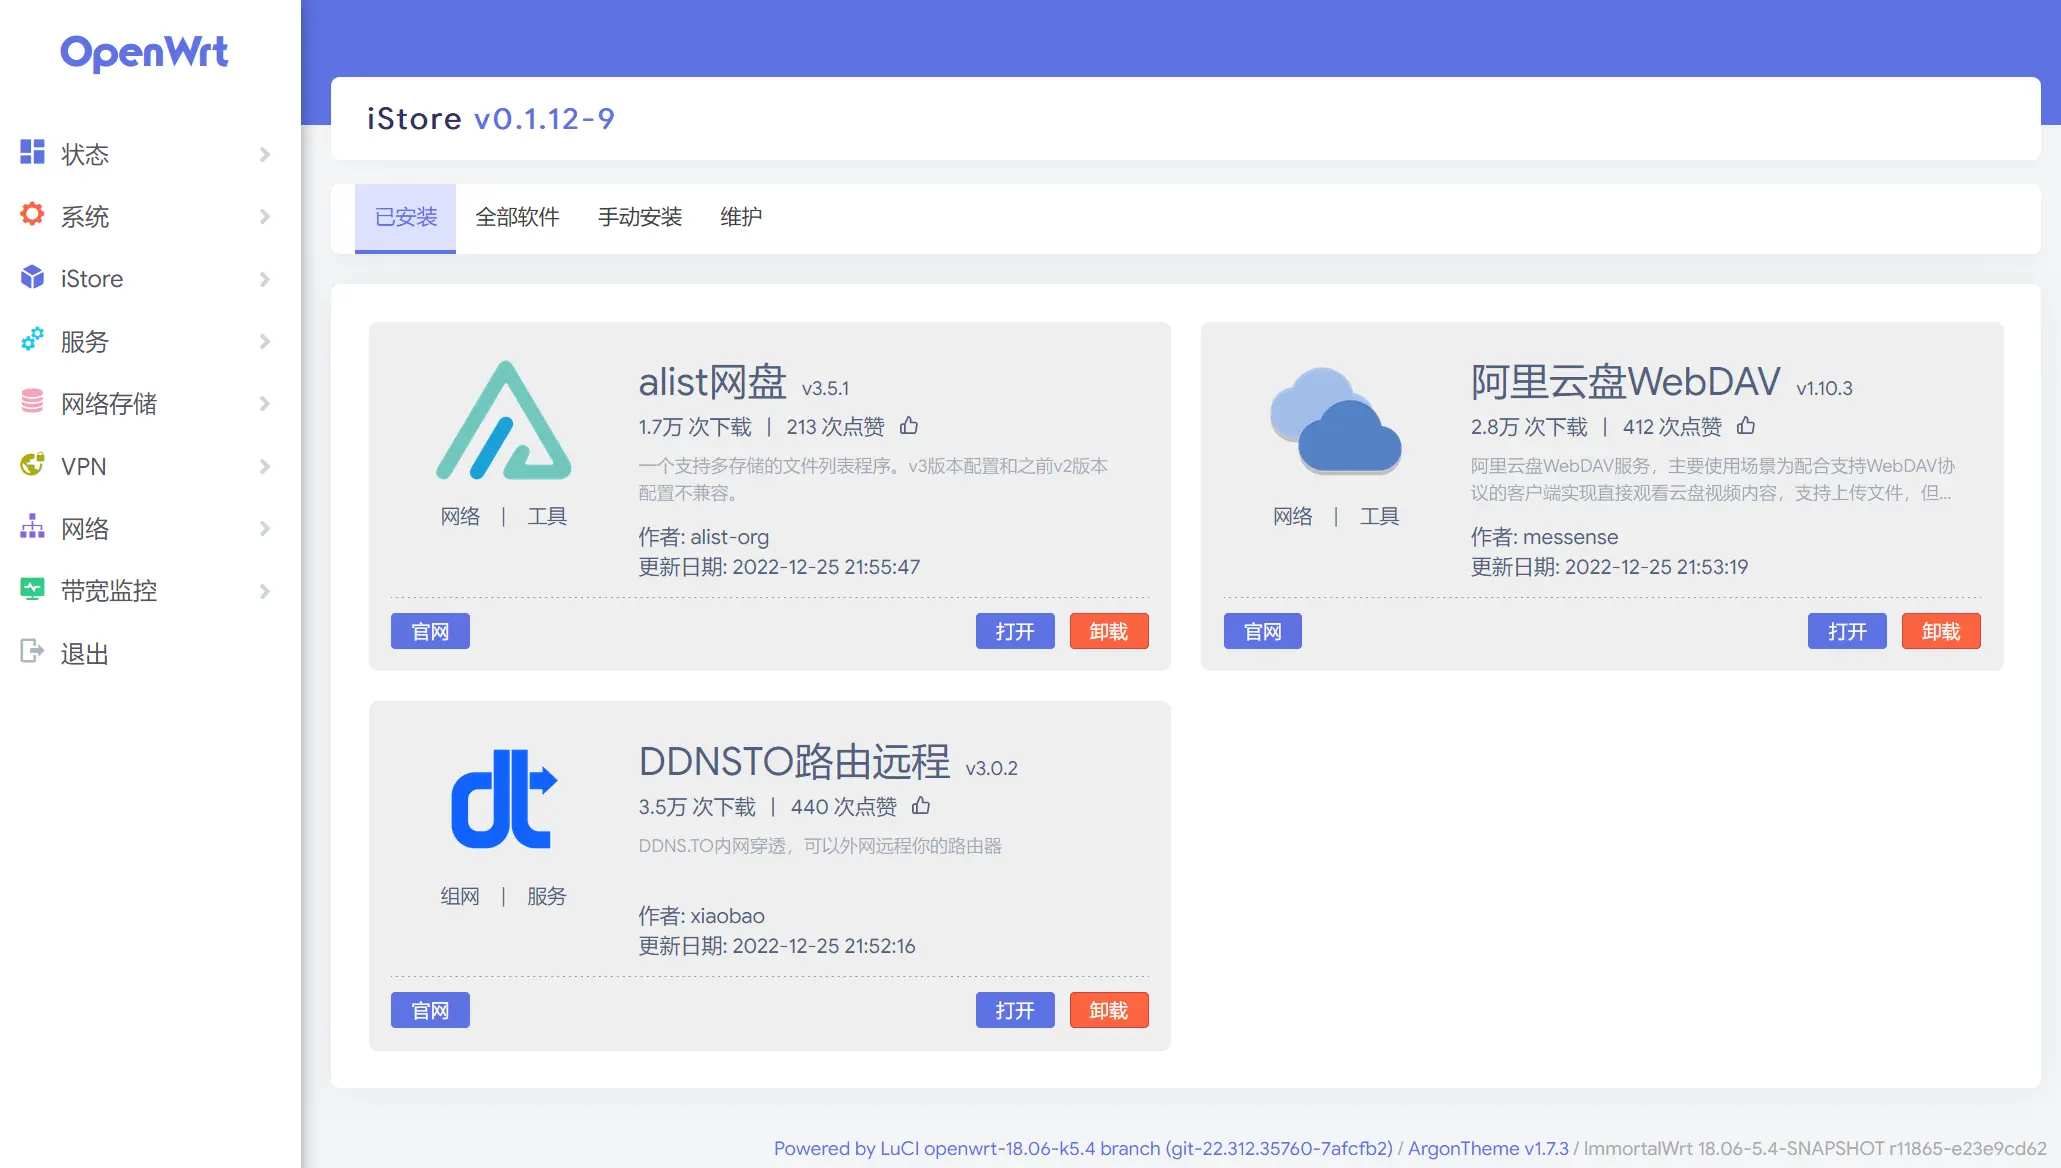 OpenWrt
状态
系统
iStore
服务
网络存储
VPN
网络
带宽监控
退出
iStore v0.1.12-9
已安装 全部软件 手动安装 维护
alist网盘 v3.5.1
1.7万 次下载 | 213 次点赞
一个支持多存储的文件列表程序。v3版本配置和之前v2版本
配置不兼容。
网络 | 工具
作者: alist-org
更新日期: 2022-12-25 21:55:47
官网 打开 卸载
阿里云盘WebDAV v1.10.3
2.8万 次下载 | 412 次点赞
阿里云盘WebDAV服务，主要使用场景为配合支持WebDAV协
议的客户端实现直接观看云盘视频内容，支持上传文件，但...
网络 | 工具
作者: messense
更新日期: 2022-12-25 21:53:19
官网 打开 卸载
DDNSTO路由远程 v3.0.2
3.5万 次下载 | 440 次点赞
DDNS.TO内网穿透，可以外网远程你的路由器
组网 | 服务
作者: xiaobao
更新日期: 2022-12-25 21:52:16
官网 打开 卸载
Powered by LuCI openwrt-18.06-k5.4 branch (git-22.312.35760-7afcfb2) / ArgonTheme v1.7.3 / ImmortalWrt 18.06-5.4-SNAPSHOT r11865-e23e9cd62